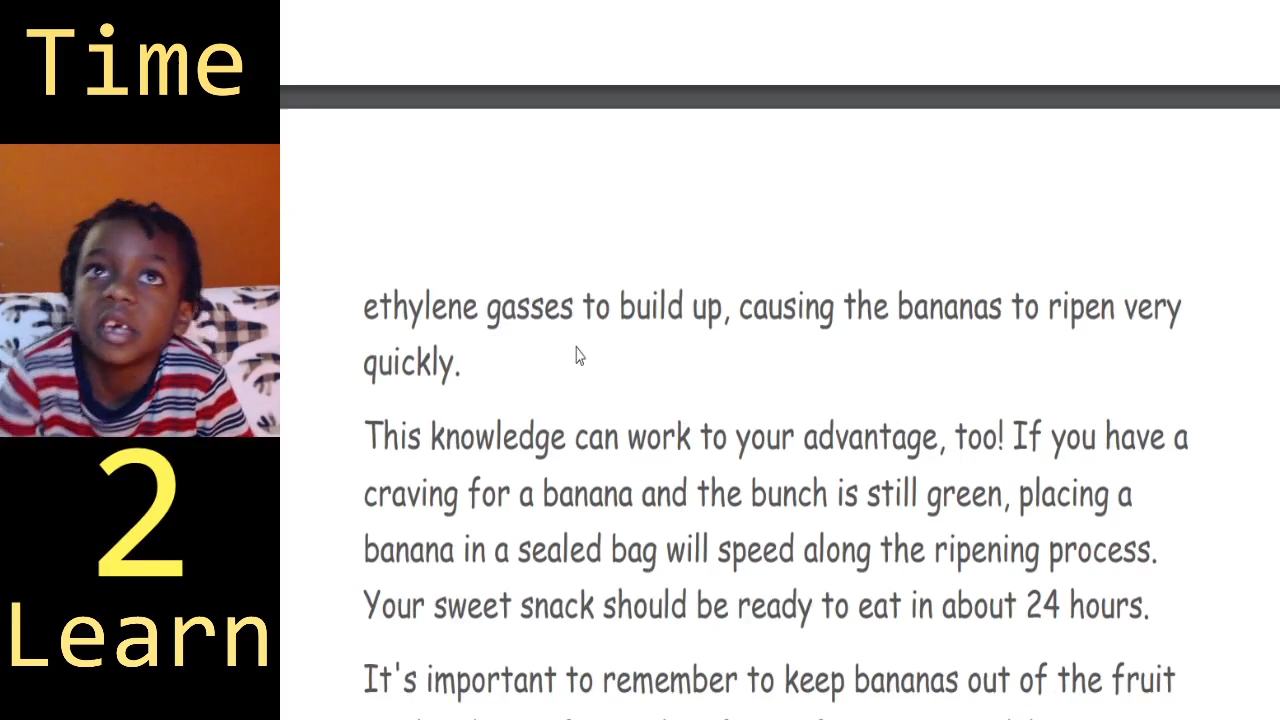 Time
2
Learn
ethylene gasses to build up, causing the bananas to ripen very
quickly.
This knowledge can work to your advantage, too! If you have a
craving for a banana and the bunch is still green, placing a
banana in a sealed bag will speed along the ripening process.
Your sweet snack should be ready to eat in about 24 hours.
It's important to remember to keep bananas out of the fruit